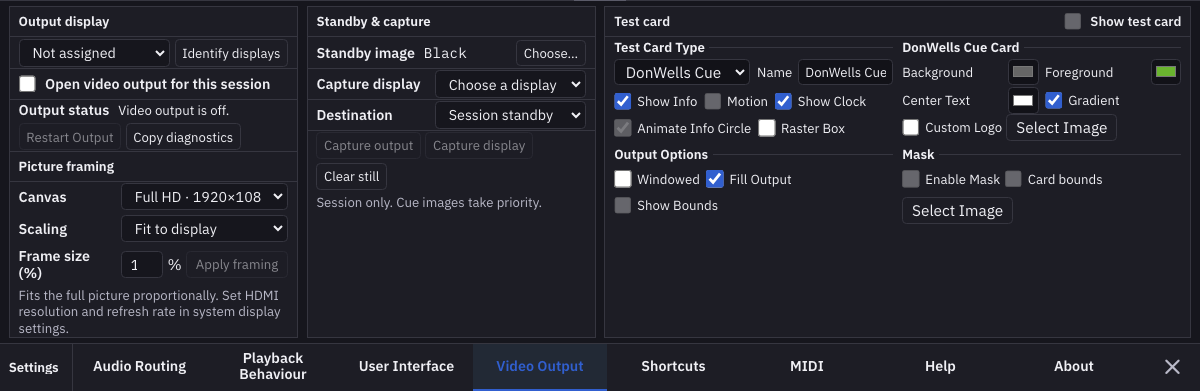 Output display
Not assigned
Identify displays
Open video output for this session
Output status Video output is off.
Restart Output
Copy diagnostics
Picture framing
Canvas
Full HD · 1920×108
Scaling
Fit to display
Frame size
(%)
1
%
Apply framing
Fits the full picture proportionally. Set HDMI
resolution and refresh rate in system display
settings.
Standby & capture
Standby image Black
Choose...
Capture display
Choose a display
Destination
Session standby
Capture output
Capture display
Clear still
Session only. Cue images take priority.
Test card
Show test card
Test Card Type
DonWells Cue
Name
DonWells Cue
Show Info
Motion
Show Clock
Animate Info Circle
Raster Box
Output Options
Windowed
Fill Output
Show Bounds
DonWells Cue Card
Background
Foreground
Center Text
Gradient
Custom Logo
Select Image
Mask
Enable Mask
Card bounds
Select Image
Settings
Audio Routing
Playback
Behaviour
User Interface
Video Output
Shortcuts
MIDI
Help
About